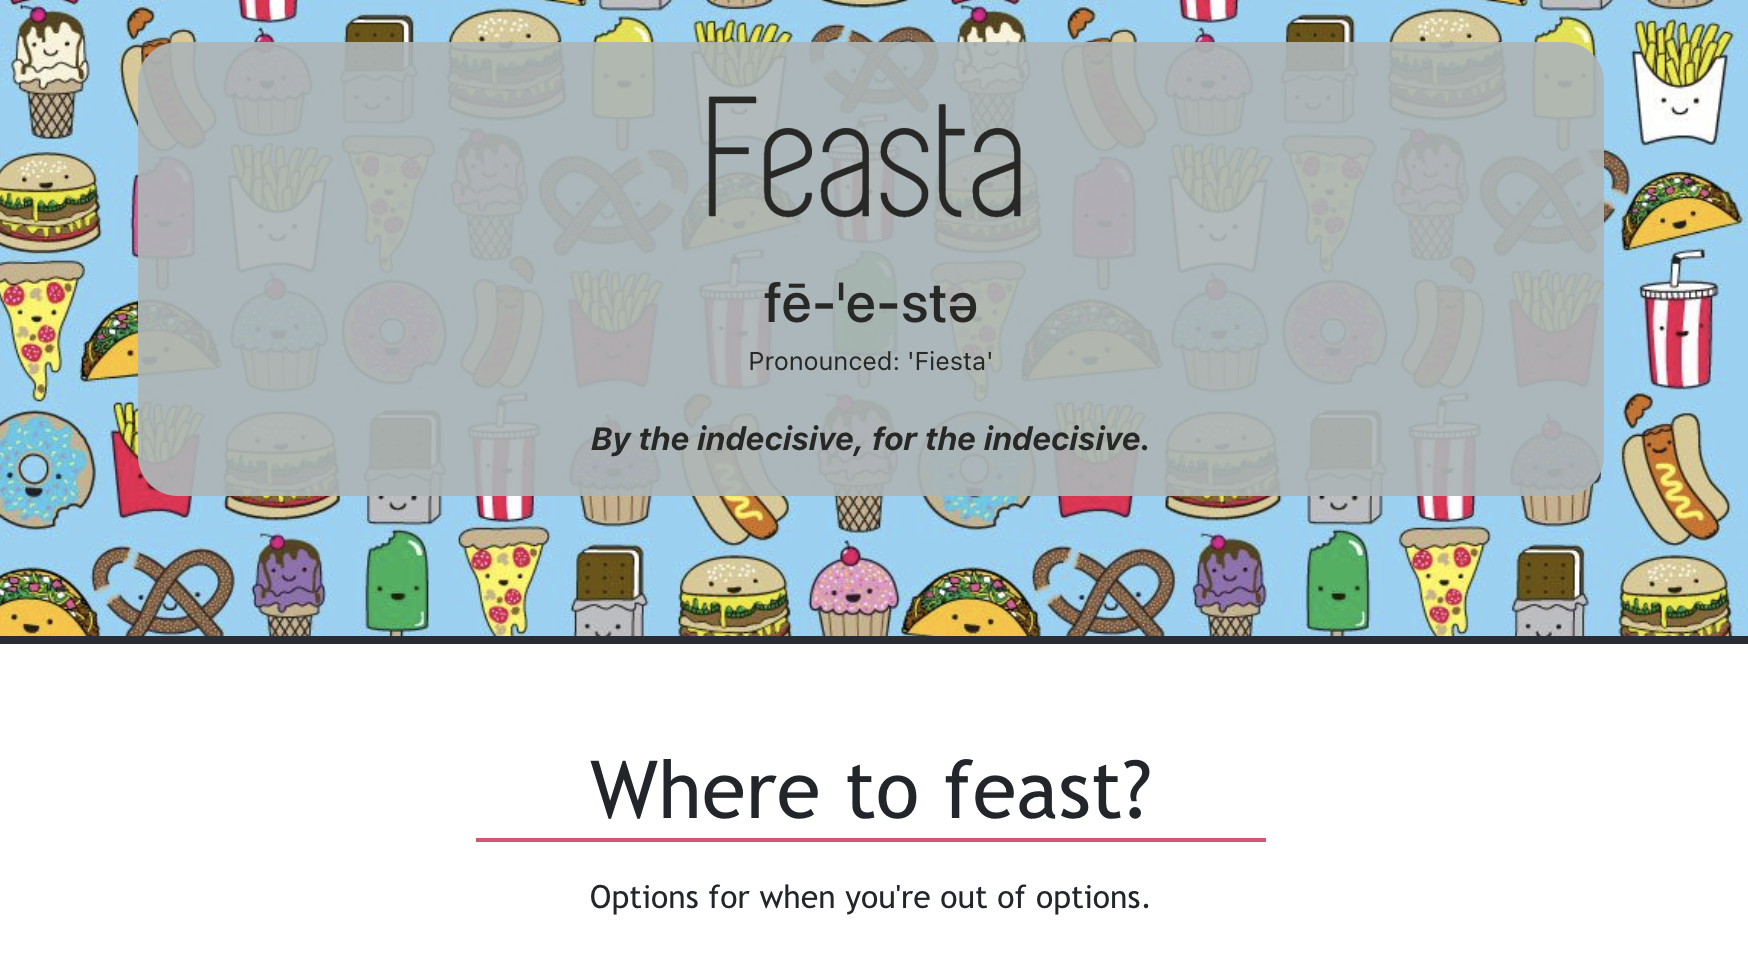 Feasta
fē-'e-stə
Pronounced: 'Fiesta'
By the indecisive, for the indecisive.
Where to feast?
Options for when you're out of options.